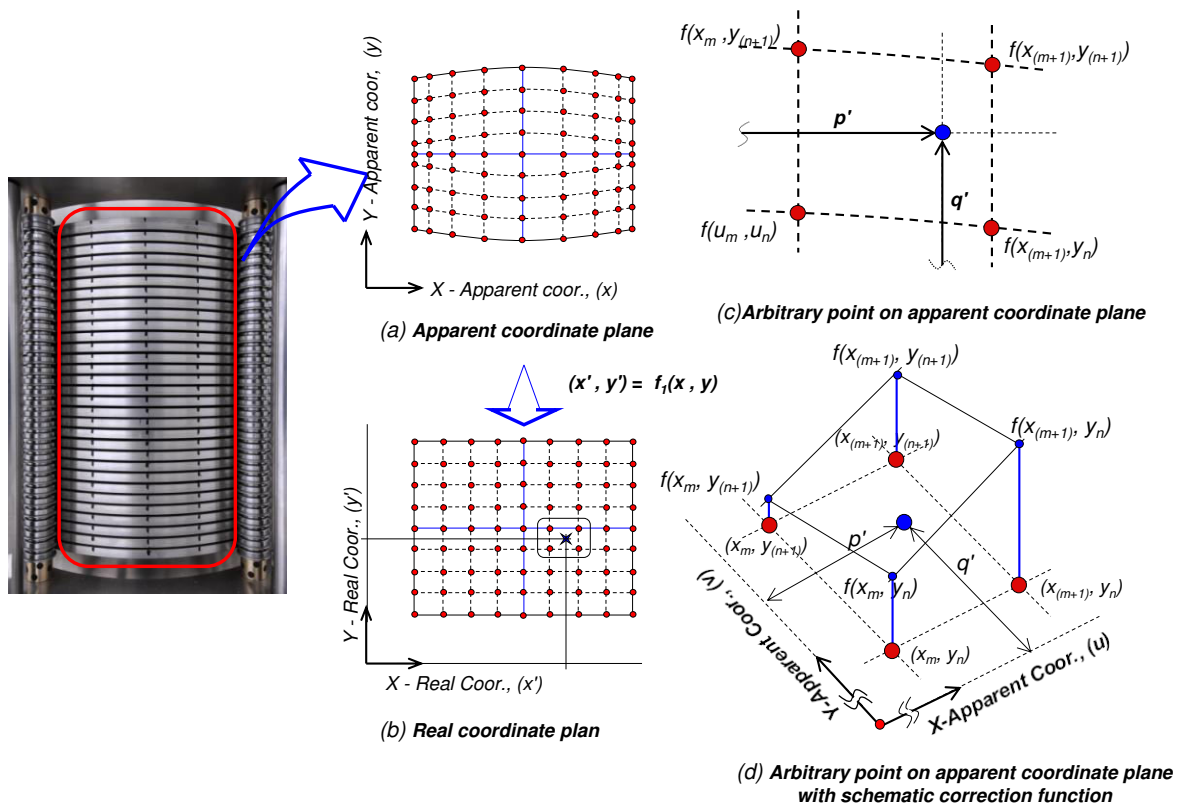 Y - Apparent coor, (y)
X - Apparent coor., (x)
(a) Apparent coordinate plane
(x' , y') = f1(x , y)
Y - Real Coor., (y')
X - Real Coor., (x')
(b) Real coordinate plan
f(xm ,y(n+1))
f(x(m+1),y(n+1))
p'
q'
f(um ,un)
f(x(m+1),yn)
(c) Arbitrary point on apparent coordinate plane
f(x(m+1), y(n+1))
f(x(m+1), yn)
(x(m+1), y(n+1))
f(xm, y(n+1))
(xm, y(n+1))
p'
q'
f(xm, yn)
(x(m+1), yn)
(xm, yn)
Y-Apparent Coor., (v)
X-Apparent Coor., (u)
(d) Arbitrary point on apparent coordinate plane
with schematic correction function